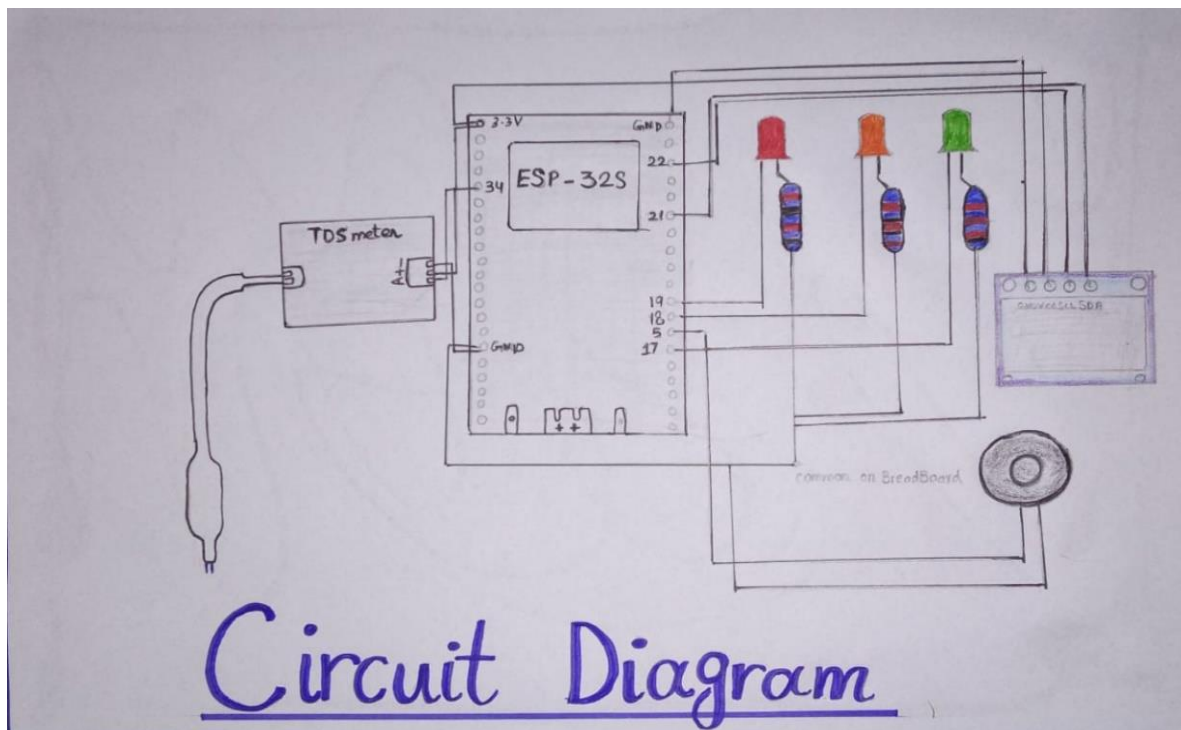 3.3V
GND
ESP-32S
22
34
21
TDS meter
A+-
19
18
5
GND
17
common on BreadBoard
Circuit Diagram